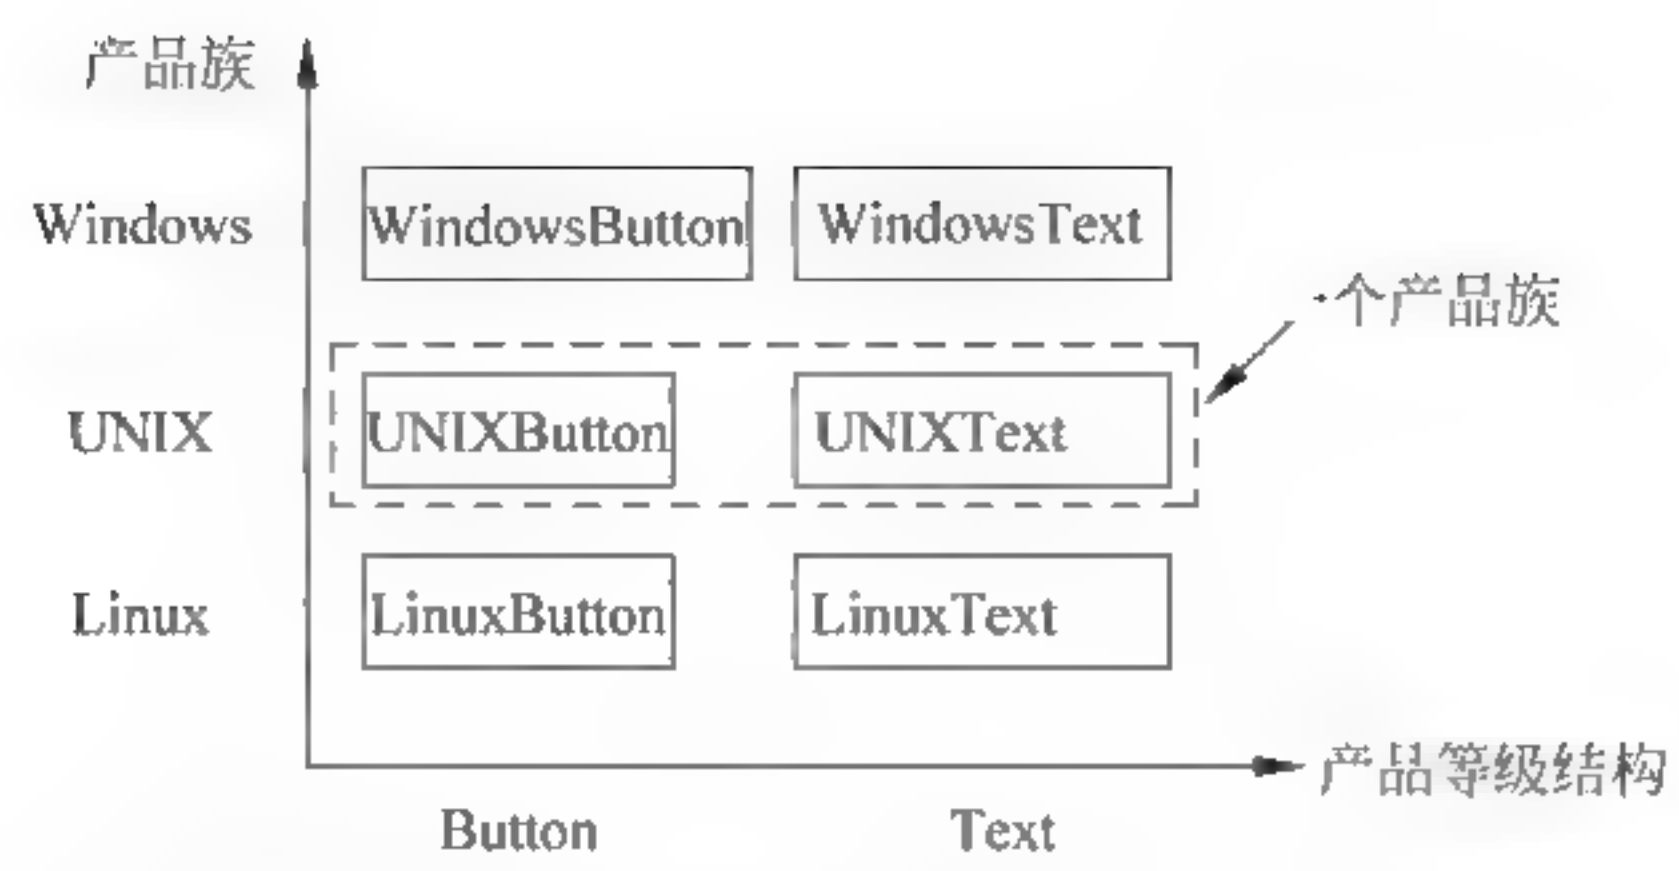 产品族
Windows
WindowsButton
WindowsText
一个产品族
UNIX
UNIXButton
UNIXText
Linux
LinuxButton
LinuxText
产品等级结构
Button
Text